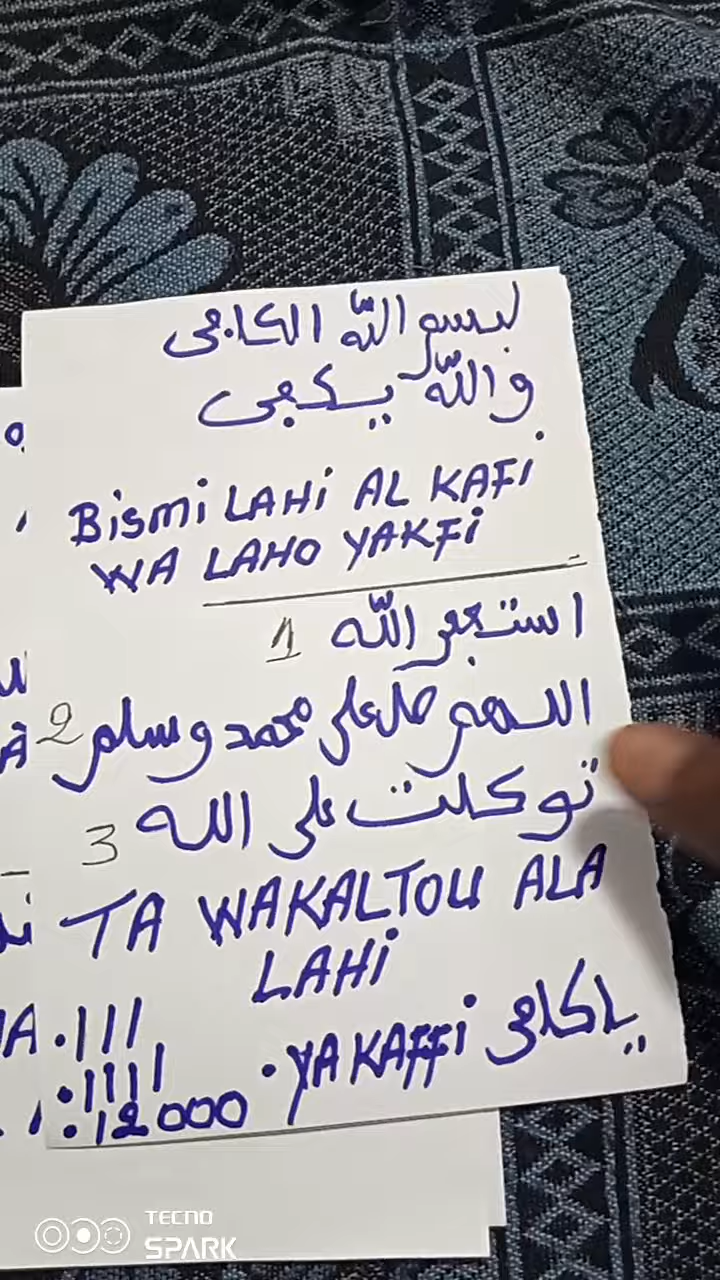 لبسم الله الكافي
والله يكفي
BiSMi LAHi AL KAFi
WA LAHO YAKFi
استغفر الله 1
اللهم صل على محمد وسلم 2
توكلت على الله 3
TA WAKALTOU ALA
LAHi
.111
.1111
.12000
.YA KAFFi ياكافي
TECNO
SPARK